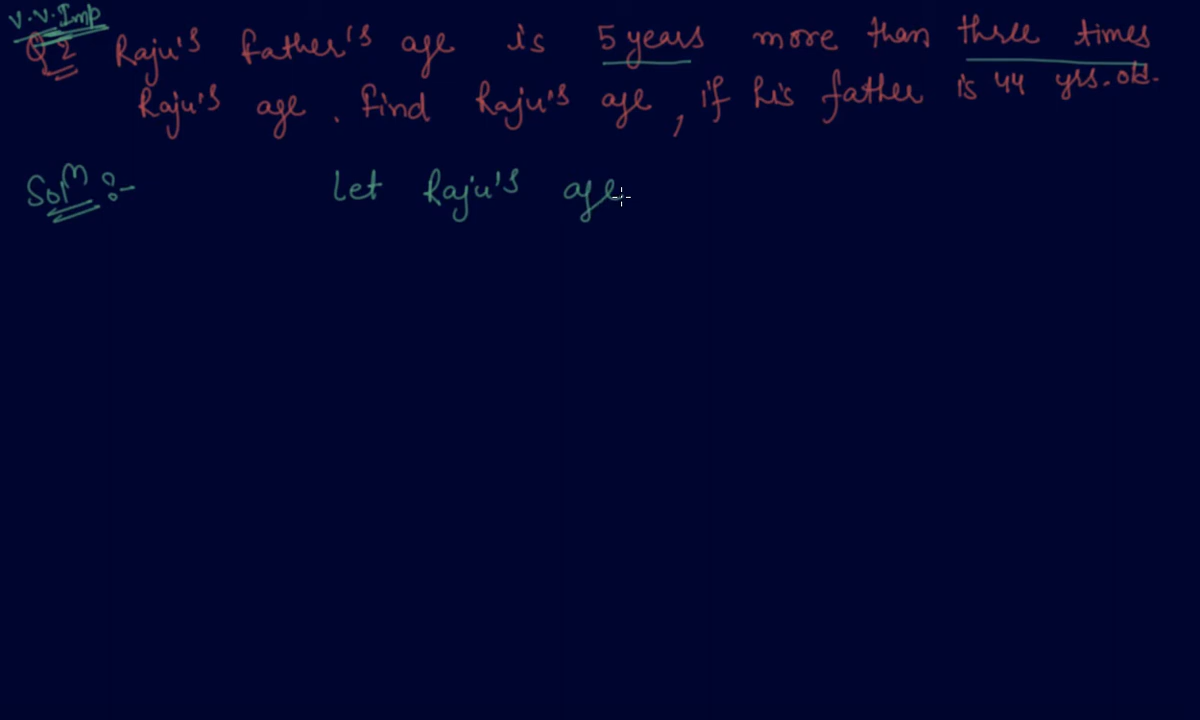 V.V.Imp
Q2 Raju's father's age is 5 years more than three times
Raju's age. Find Raju's age, if his father is 44 yrs. old.
Solⁿ :- Let Raju's age